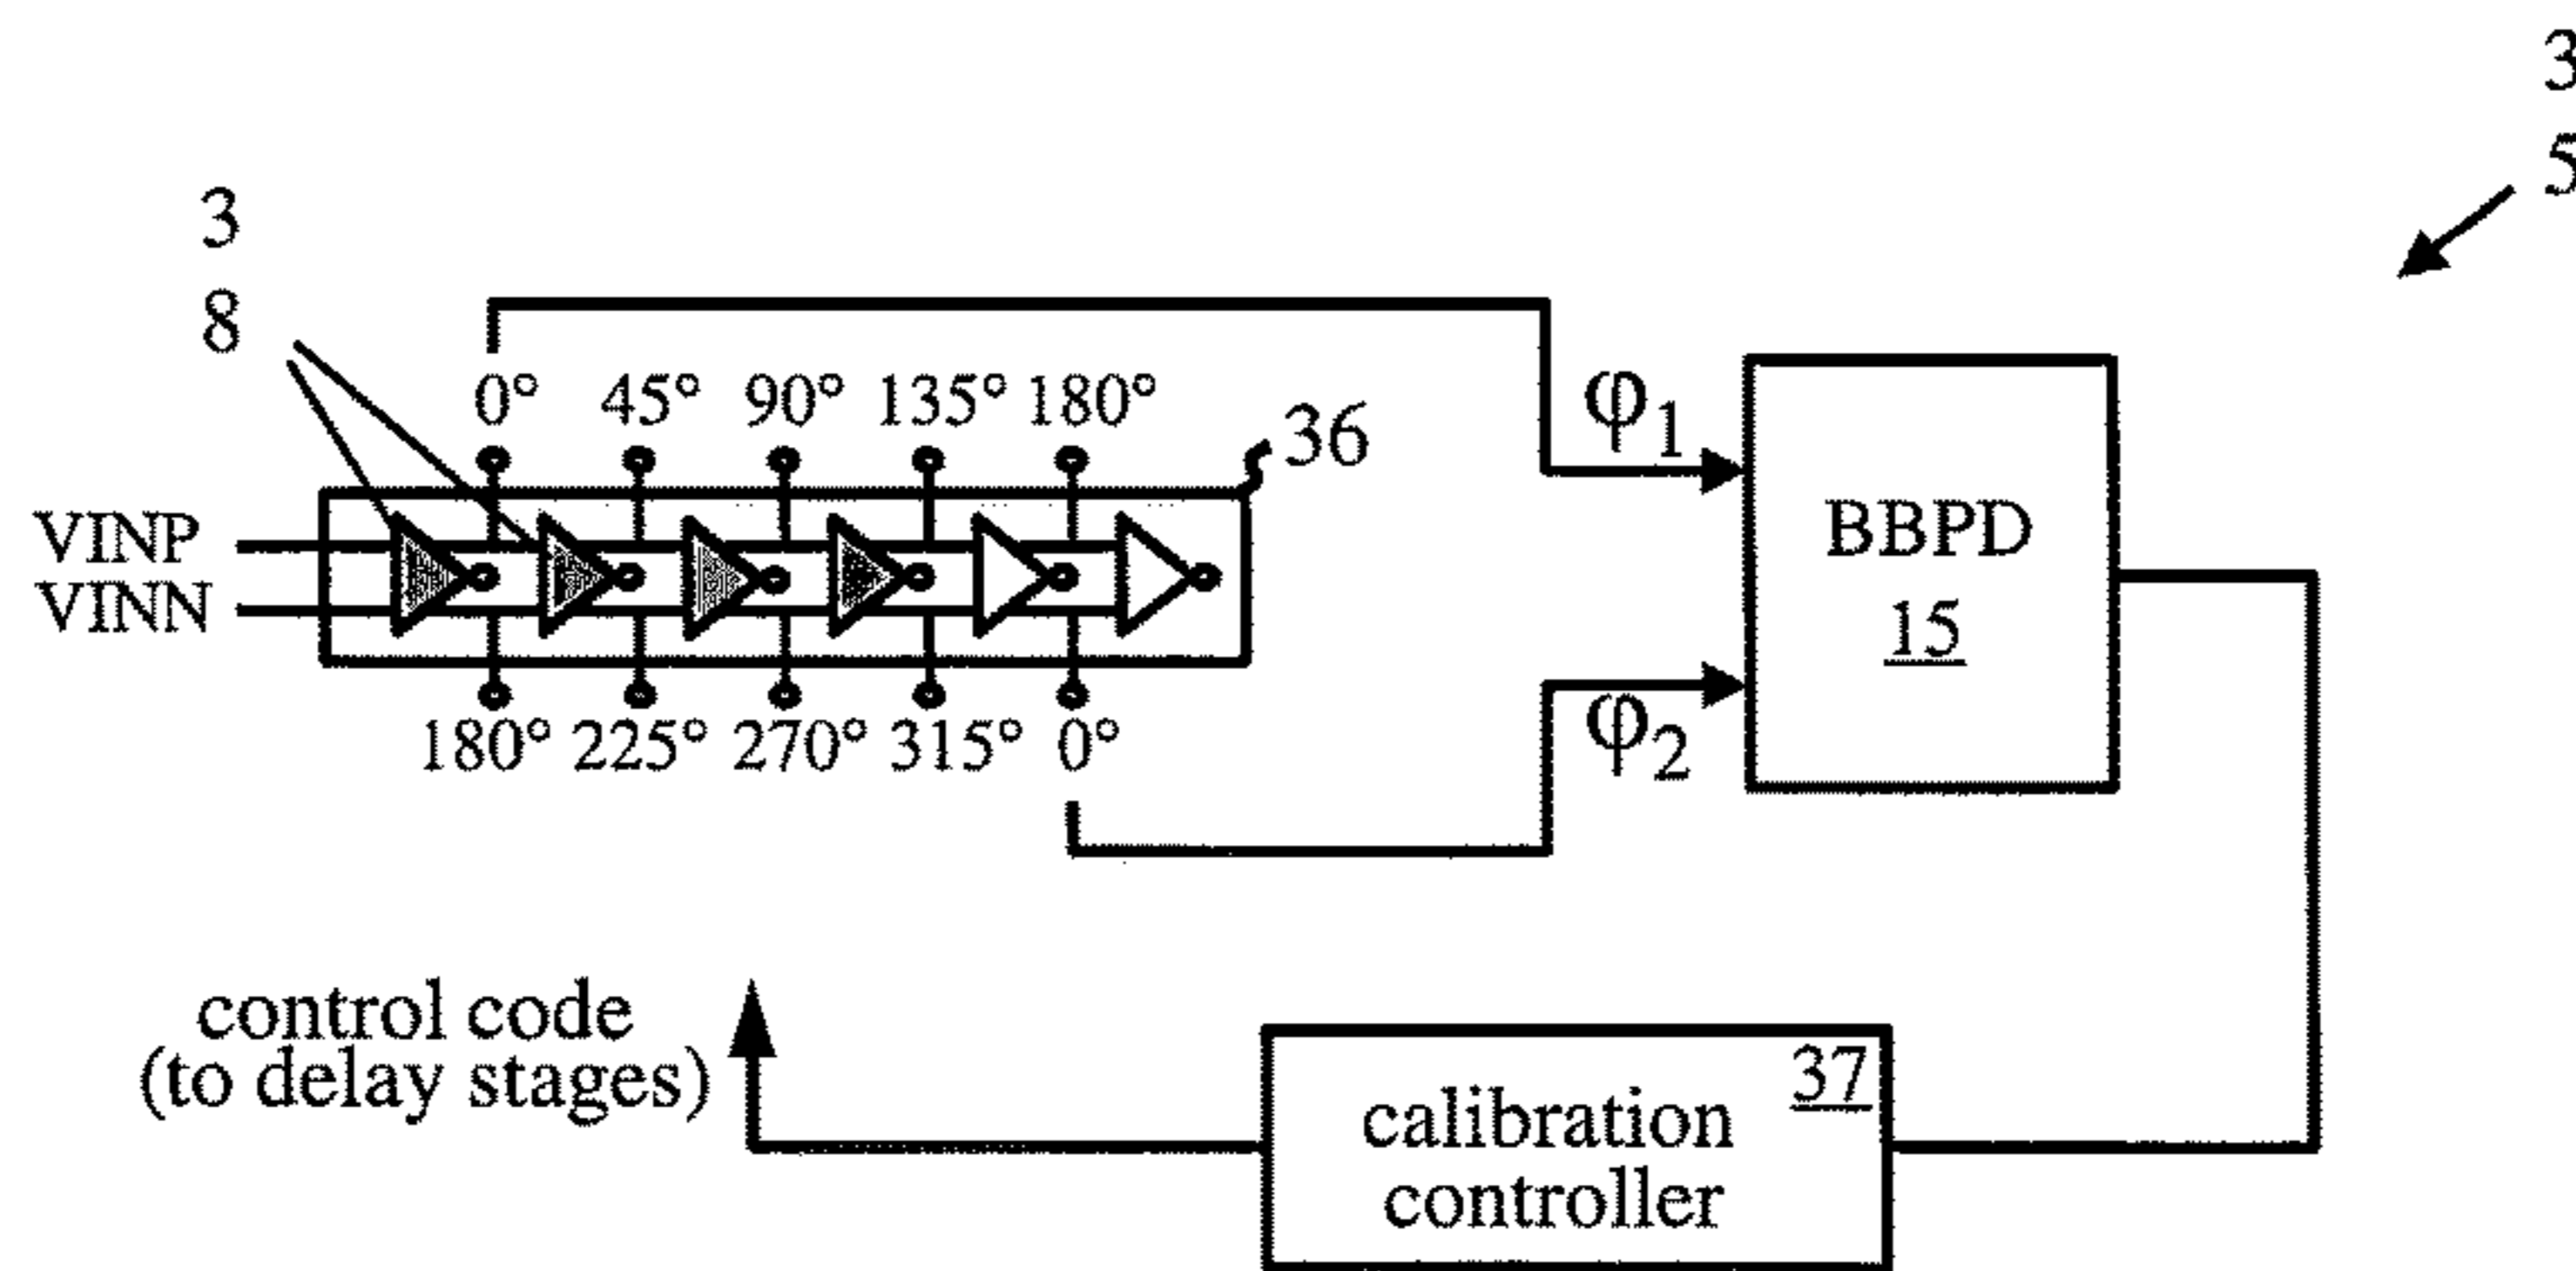 3
5
3
8
0° 45° 90° 135° 180°
36
VINP
VINN
180° 225° 270° 315° 0°
φ1
φ2
BBPD
15
control code
(to delay stages)
37
calibration
controller